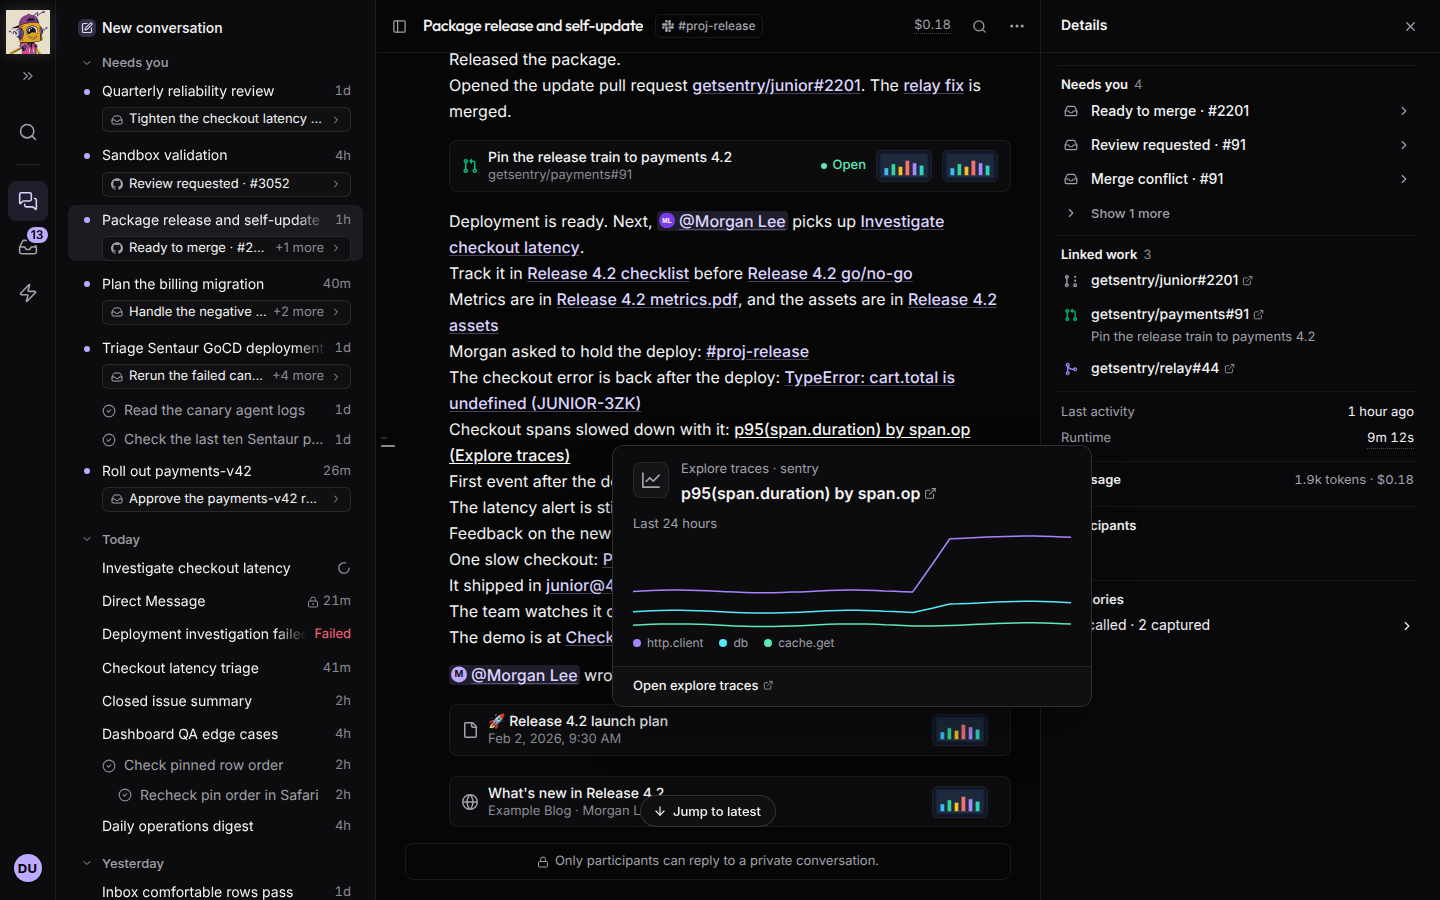 New conversation
Needs you
Quarterly reliability review 1d
Tighten the checkout latency ...
Sandbox validation 4h
Review requested · #3052
Package release and self-update 1h
Ready to merge · #2... +1 more
13
Plan the billing migration 40m
Handle the negative ... +2 more
Triage Sentaur GoCD deployment 1d
Rerun the failed can... +4 more
Read the canary agent logs 1d
Check the last ten Sentaur p... 1d
Roll out payments-v42 26m
Approve the payments-v42 r...
Today
Investigate checkout latency
Direct Message 21m
Deployment investigation failed Failed
Checkout latency triage 41m
Closed issue summary 2h
Dashboard QA edge cases 4h
Check pinned row order 2h
Recheck pin order in Safari 2h
Daily operations digest 4h
Yesterday
Inbox comfortable rows pass 1d
DU
Package release and self-update #proj-release $0.18
Released the package.
Opened the update pull request getsentry/junior#2201. The relay fix is
merged.
Pin the release train to payments 4.2
getsentry/payments#91
Open
Deployment is ready. Next, ML @Morgan Lee picks up Investigate
checkout latency.
Track it in Release 4.2 checklist before Release 4.2 go/no-go
Metrics are in Release 4.2 metrics.pdf, and the assets are in Release 4.2
assets
Morgan asked to hold the deploy: #proj-release
The checkout error is back after the deploy: TypeError: cart.total is
undefined (JUNIOR-3ZK)
Checkout spans slowed down with it: p95(span.duration) by span.op
(Explore traces)
First event after the d
The latency alert is sti
Feedback on the new
One slow checkout: P
It shipped in junior@4
The team watches it o
The demo is at Check
M @Morgan Lee wro
Explore traces · sentry
p95(span.duration) by span.op
Last 24 hours
http.client db cache.get
Open explore traces
🚀 Release 4.2 launch plan
Feb 2, 2026, 9:30 AM
What's new in Release 4.2
Example Blog · Morgan L
Jump to latest
Only participants can reply to a private conversation.
Details
Needs you 4
Ready to merge · #2201
Review requested · #91
Merge conflict · #91
Show 1 more
Linked work 3
getsentry/junior#2201
getsentry/payments#91
Pin the release train to payments 4.2
getsentry/relay#44
Last activity 1 hour ago
Runtime 9m 12s
sage 1.9k tokens · $0.18
cipants
ories
called · 2 captured